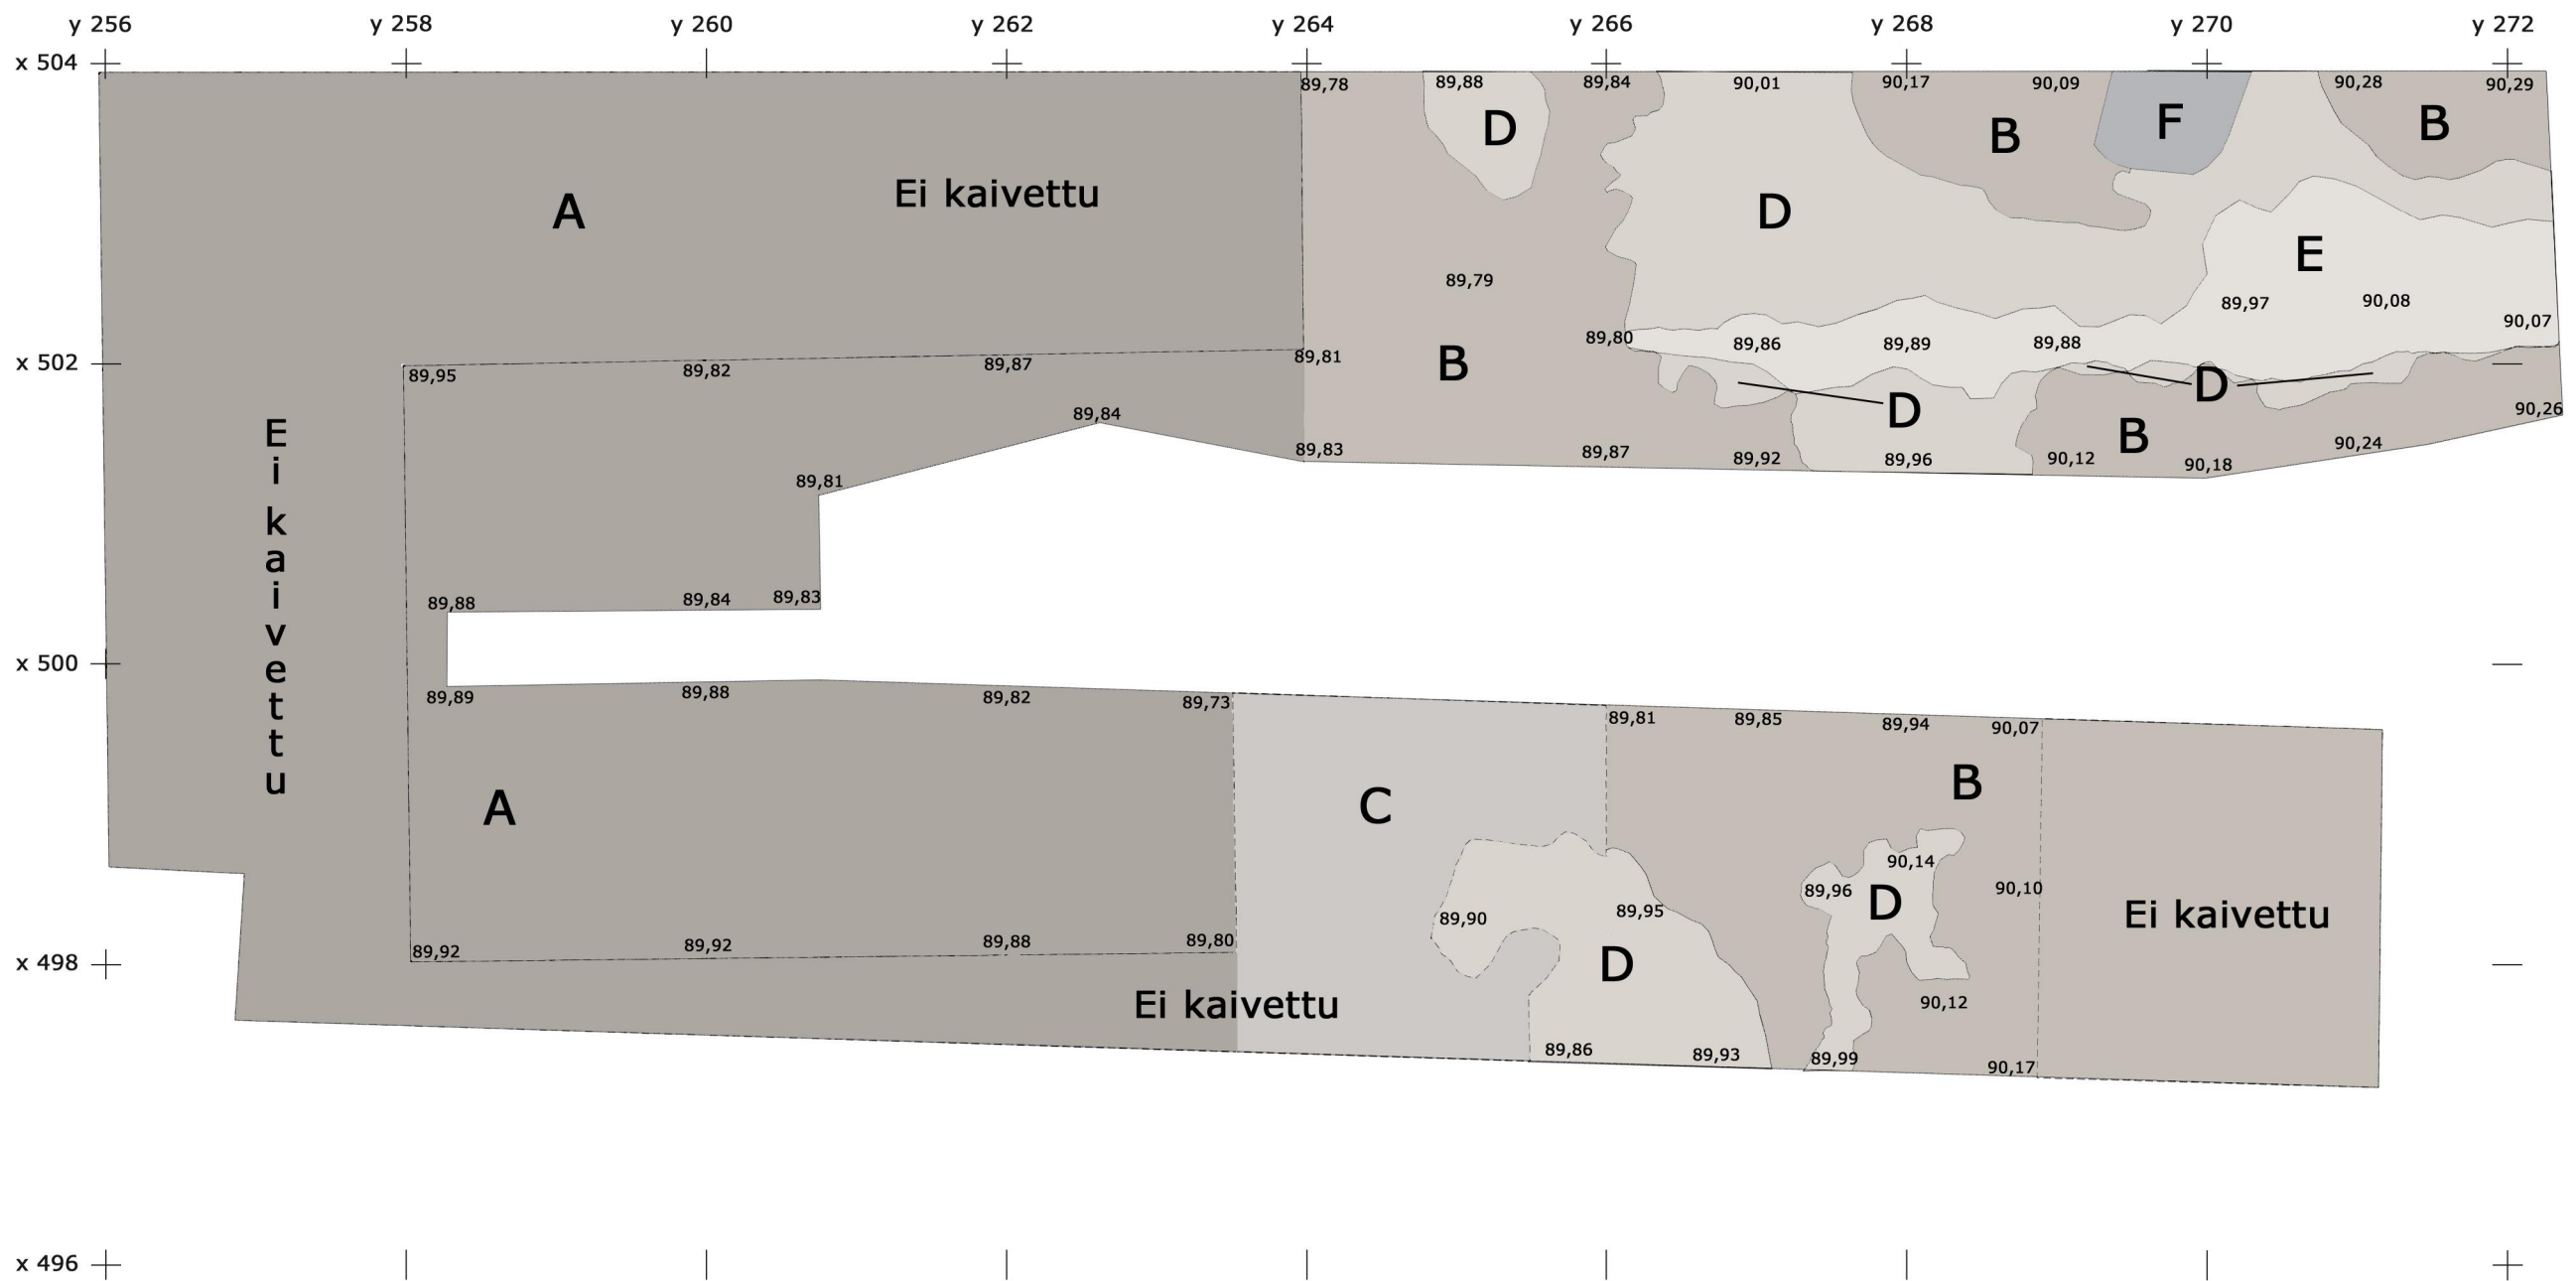 y 256 y 258 y 260 y 262 y 264 y 266 y 268 y 270 y 272
x 504
89,78 89,88 89,84 90,01 90,17 90,09 90,28 90,29
D B F B
A Ei kaivettu D
E
89,79
89,97 90,08
90,07
89,80 89,86 89,89 89,88
x 502
89,95 89,82 89,87 89,81
B
D
D
89,84
90,26
Ei kaivettu
B
89,83 89,87 89,92 89,96 90,12 90,18 90,24
89,81
89,88 89,84 89,83
x 500
89,89 89,88 89,82 89,73
89,81 89,85 89,94 90,07
B
A C
90,14
89,96 90,10
D
89,90 89,95
Ei kaivettu
89,92 89,92 89,88 89,80
x 498
D
Ei kaivettu
90,12
89,86 89,93 89,99 90,17
x 496